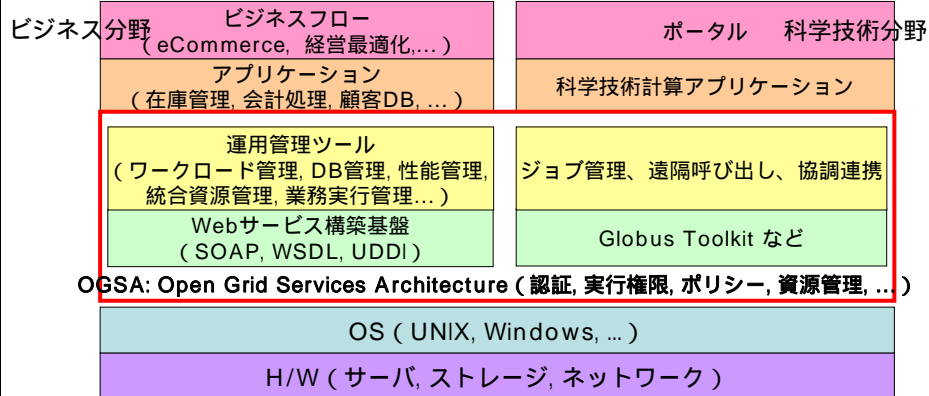 ビジネス分野
ビジネスフロー
（eCommerce, 経営最適化,…）
アプリケーション
（在庫管理, 会計処理, 顧客DB, …）
運用管理ツール
（ワークロード管理, DB管理, 性能管理,
統合資源管理, 業務実行管理…）
Webサービス構築基盤
（SOAP, WSDL, UDDI）
ポータル
科学技術分野
科学技術計算アプリケーション
ジョブ管理、遠隔呼び出し、協調連携
Globus Toolkit など
OGSA: Open Grid Services Architecture（認証, 実行権限, ポリシー, 資源管理, …）
OS（UNIX, Windows, …）
H/W（サーバ, ストレージ, ネットワーク）